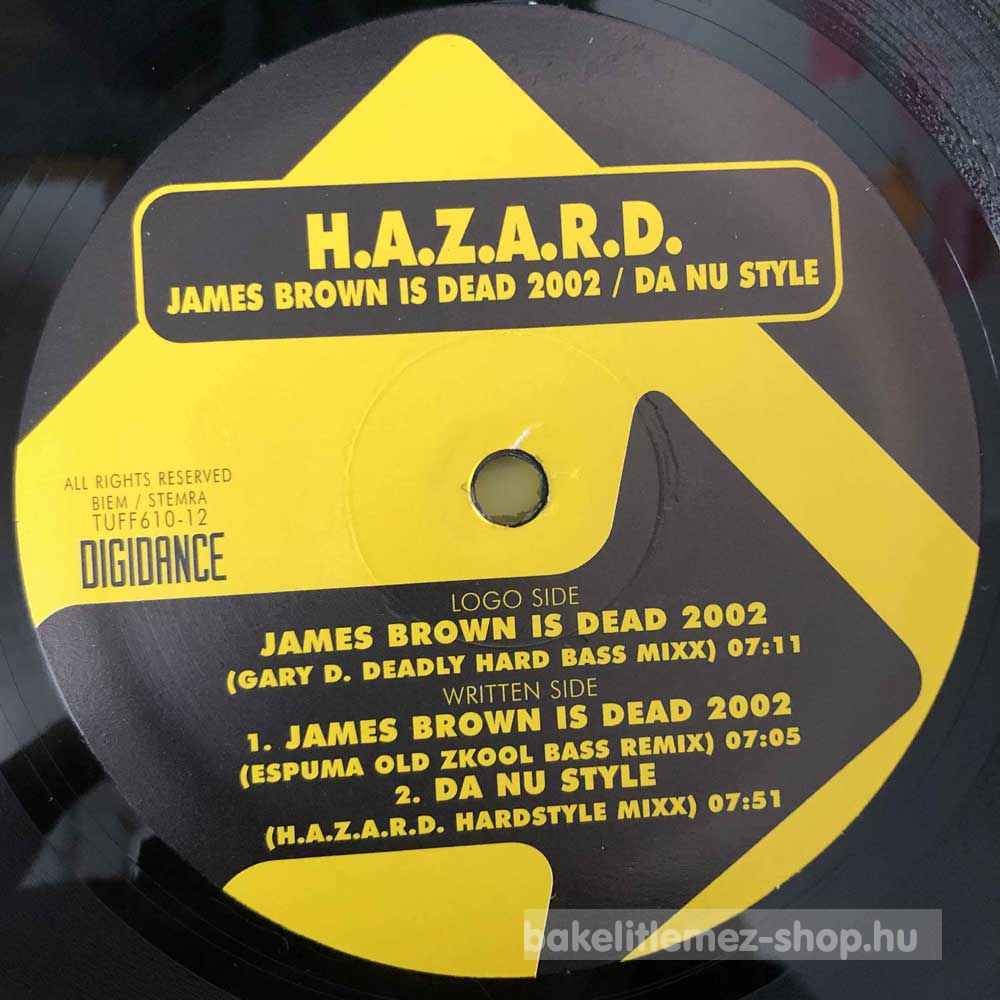 H.A.Z.A.R.D.
JAMES BROWN IS DEAD 2002 / DA NU STYLE
ALL RIGHTS RESERVED
BIEM / STEMRA
TUFF610-12
DIGIDANCE
LOGO SIDE
JAMES BROWN IS DEAD 2002
(GARY D. DEADLY HARD BASS MIXX) 07:11
WRITTEN SIDE
1. JAMES BROWN IS DEAD 2002
(ESPUMA OLD ZKOOL BASS REMIX) 07:05
2. DA NU STYLE
(H.A.Z.A.R.D. HARDSTYLE MIXX) 07:51
bakelitlemez-shop.hu